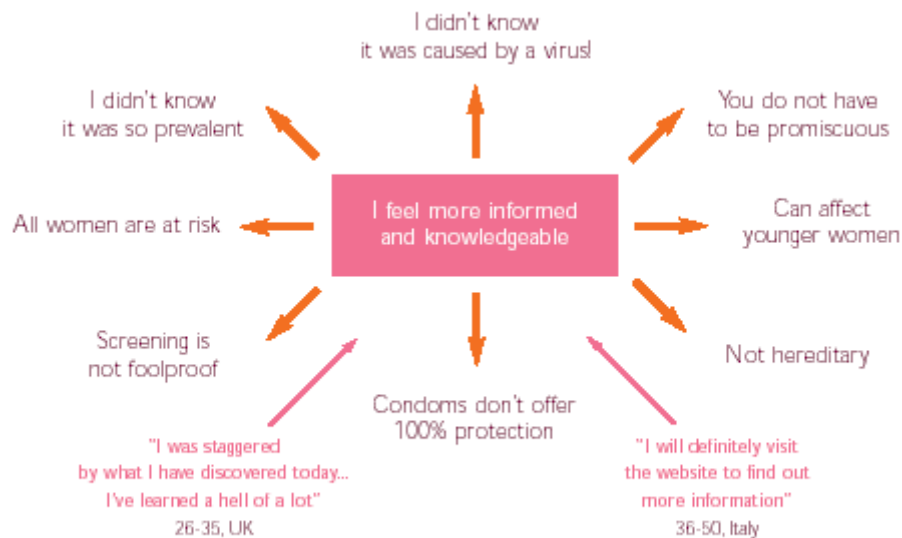 I didn't know
it was caused by a virus!
I didn't know
it was so prevalent
You do not have
to be promiscuous
I feel more informed
and knowledgeable
All women are at risk
Can affect
younger women
Screening is
not foolproof
Not hereditary
Condoms don't offer
100% protection
"I was staggered
by what I have discovered today...
I've learned a hell of a lot"
26-35, UK
"I will definitely visit
the website to find out
more information"
36-50, Italy